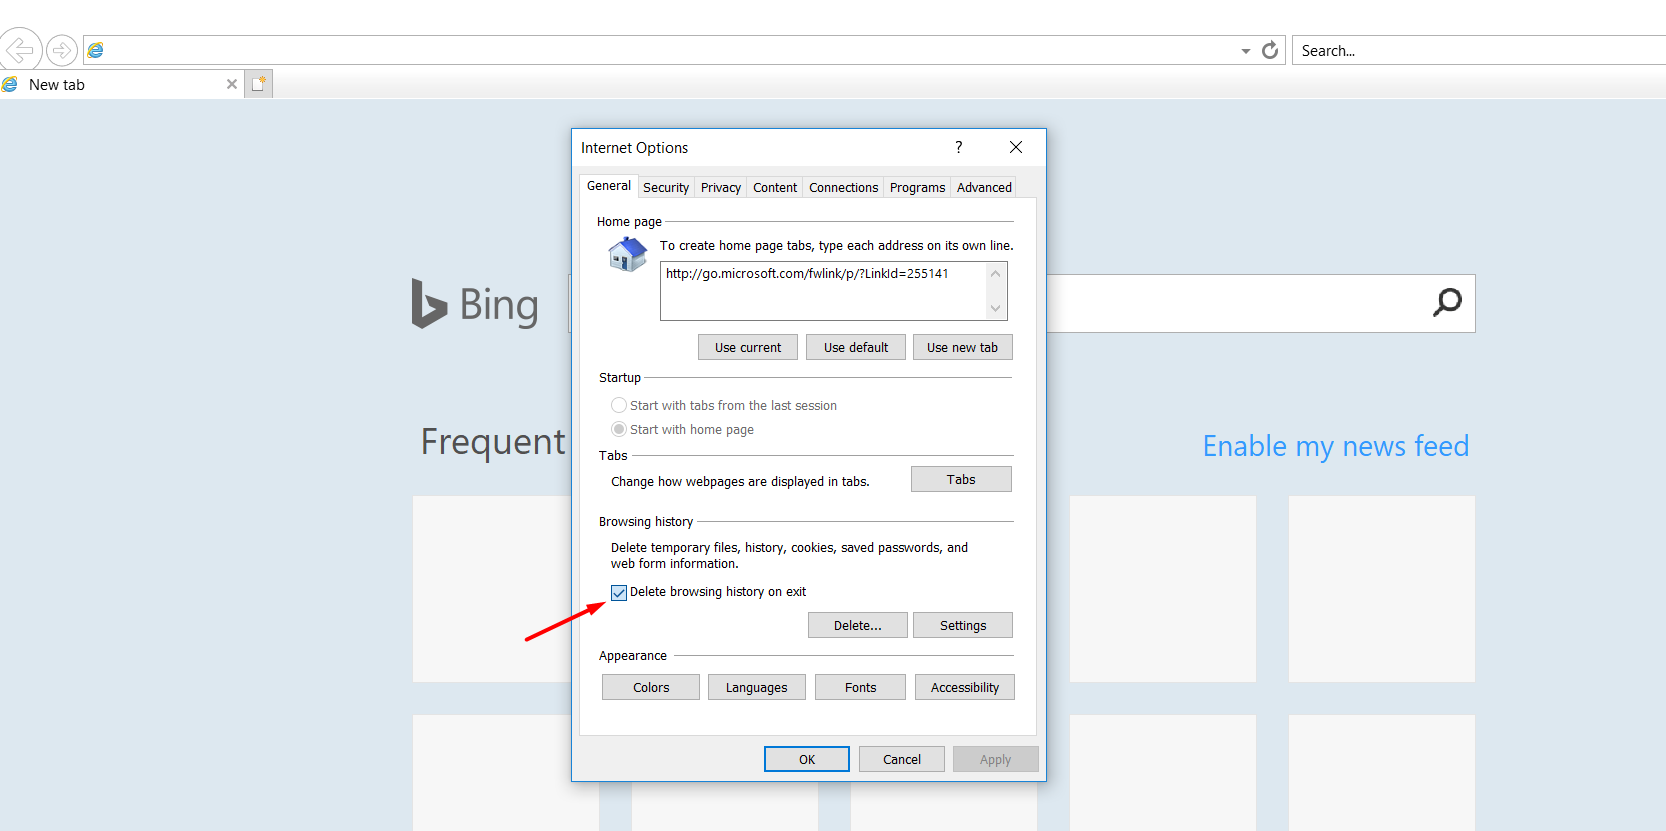 Search...
New tab
Internet Options
?
General Security Privacy Content Connections Programs Advanced
Home page
To create home page tabs, type each address on its own line.
http://go.microsoft.com/fwlink/p/?LinkId=255141
Use current Use default Use new tab
Startup
Start with tabs from the last session
Start with home page
Tabs
Change how webpages are displayed in tabs.
Tabs
Browsing history
Delete temporary files, history, cookies, saved passwords, and
web form information.
Delete browsing history on exit
Delete... Settings
Appearance
Colors Languages Fonts Accessibility
OK Cancel Apply
Bing
Frequent
Enable my news feed